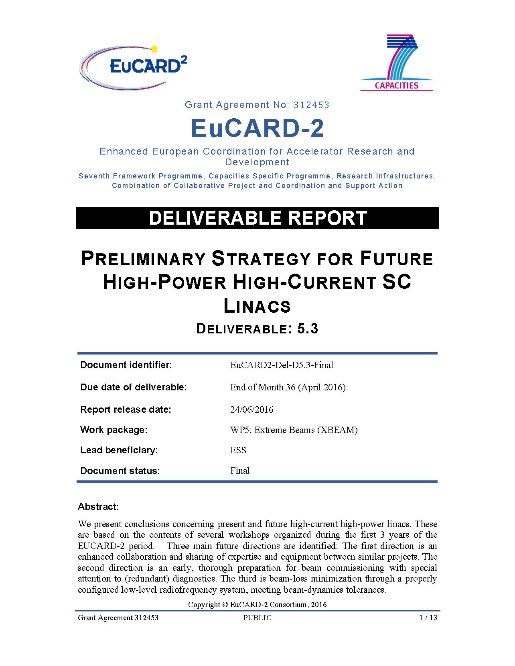 EUCARD²
7
CAPACITIES
Grant Agreement No: 312453
EuCARD-2
Enhanced European Coordination for Accelerator Research and
Development
Seventh Framework Programme, Capacities Specific Programme, Research Infrastructures,
Combination of Collaborative Project and Coordination and Support Action
DELIVERABLE REPORT
PRELIMINARY STRATEGY FOR FUTURE
HIGH-POWER HIGH-CURRENT SC
LINACS
DELIVERABLE: 5.3
Document identifier: EuCARD2-Del-D5.3-Final
Due date of deliverable: End of Month 36 (April 2016)
Report release date: 24/06/2016
Work package: WP5: Extreme Beams (XBEAM)
Lead beneficiary: ESS
Document status: Final
Abstract:
We present conclusions concerning present and future high-current high-power linacs. These
are based on the contents of several workshops organized during the first 3 years of the
EUCARD-2 period. Three main future directions are identified: The first direction is an
enhanced collaboration and sharing of expertise and equipment between similar projects. The
second direction is an early, thorough preparation for beam commissioning with special
attention to (redundant) diagnostics. The third is beam-loss minimization through a properly
configured low-level radiofrequency system, meeting beam-dynamics tolerances.
Copyright © EuCARD-2 Consortium, 2016
Grant Agreement 312453 PUBLIC 1 / 13